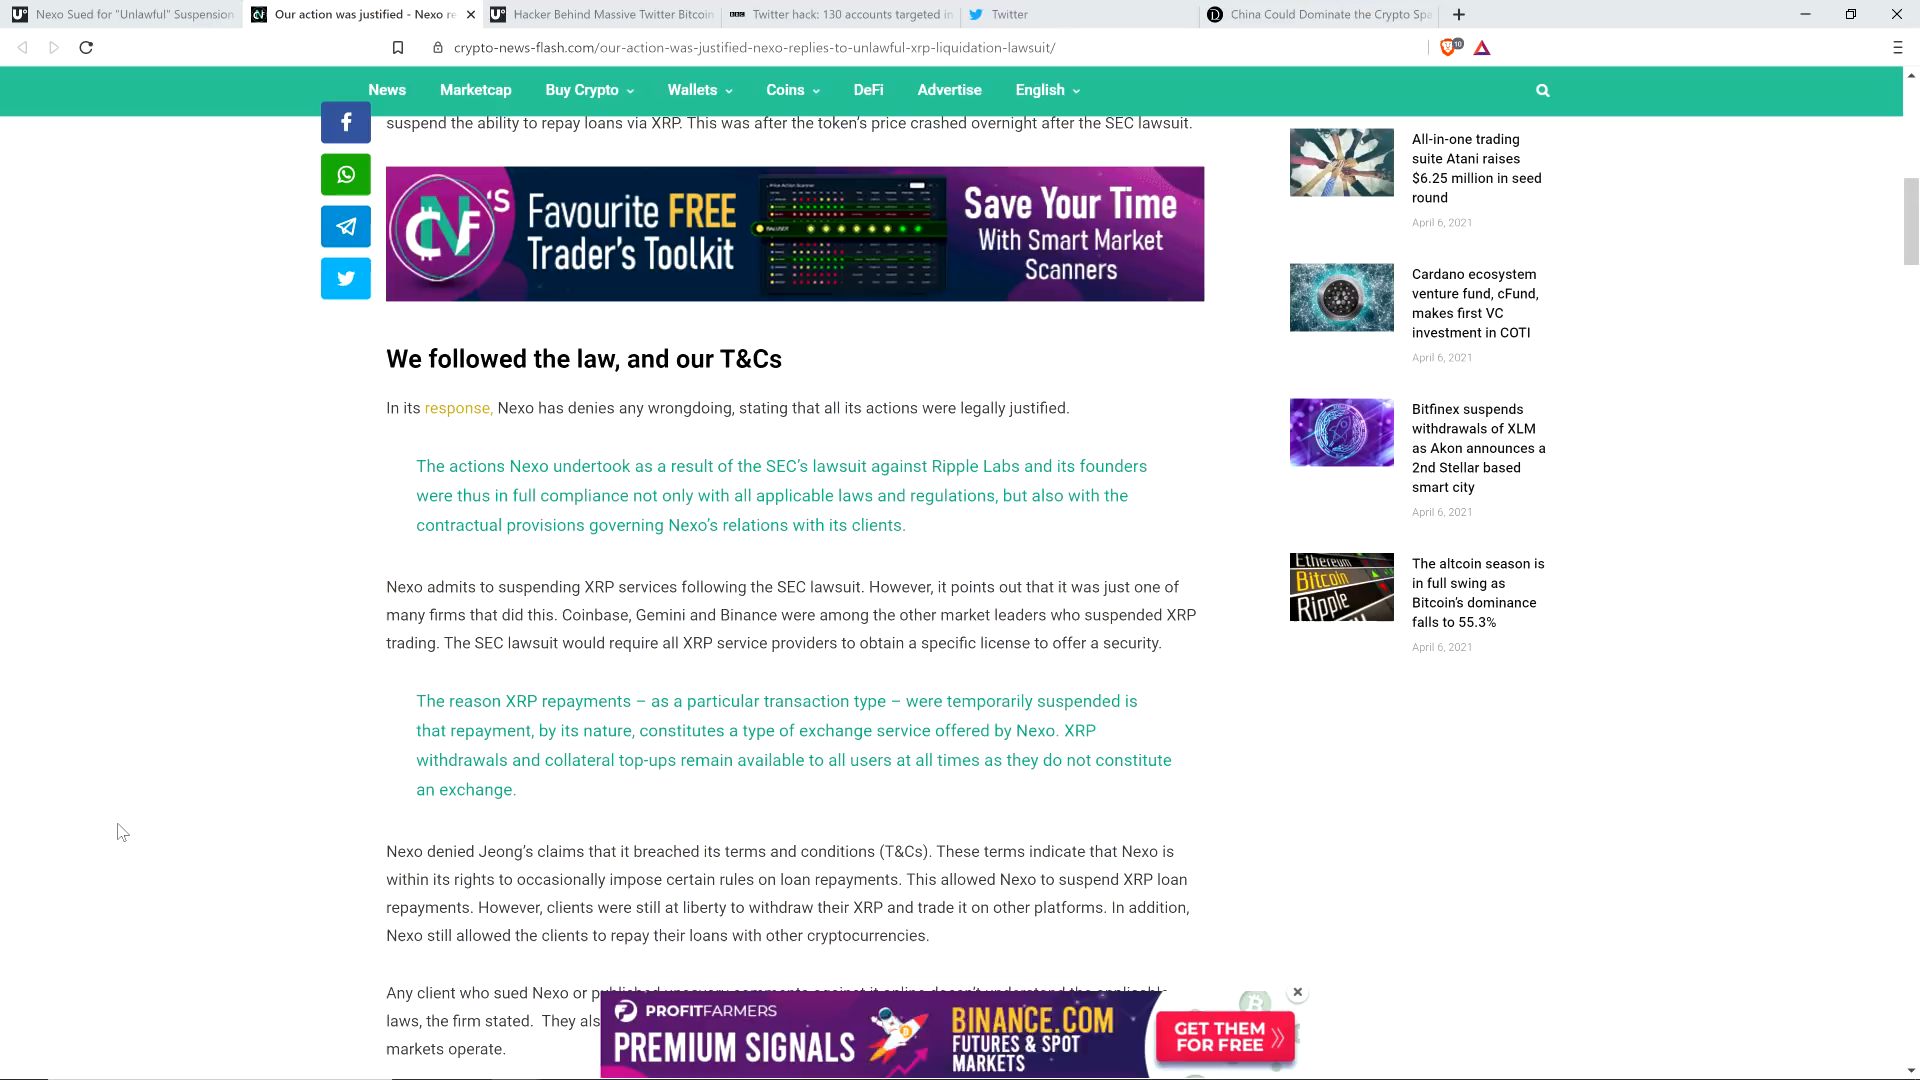 Nexo Sued for "Unlawful" Suspension
Our action was justified - Nexo re
Hacker Behind Massive Twitter Bitcoin
Twitter hack: 130 accounts targeted in
Twitter
China Could Dominate the Crypto Spa
crypto-news-flash.com/our-action-was-justified-nexo-replies-to-unlawful-xrp-liquidation-lawsuit/
10
News
Marketcap
Buy Crypto
Wallets
Coins
DeFi
Advertise
English
suspend the ability to repay loans via XRP. This was after the token's price crashed overnight after the SEC lawsuit.
CNF'S
Favourite FREE
Trader's Toolkit
Save Your Time
With Smart Market
Scanners
We followed the law, and our T&Cs
In its response, Nexo has denies any wrongdoing, stating that all its actions were legally justified.
The actions Nexo undertook as a result of the SEC's lawsuit against Ripple Labs and its founders
were thus in full compliance not only with all applicable laws and regulations, but also with the
contractual provisions governing Nexo's relations with its clients.
Nexo admits to suspending XRP services following the SEC lawsuit. However, it points out that it was just one of
many firms that did this. Coinbase, Gemini and Binance were among the other market leaders who suspended XRP
trading. The SEC lawsuit would require all XRP service providers to obtain a specific license to offer a security.
The reason XRP repayments – as a particular transaction type – were temporarily suspended is
that repayment, by its nature, constitutes a type of exchange service offered by Nexo. XRP
withdrawals and collateral top-ups remain available to all users at all times as they do not constitute
an exchange.
Nexo denied Jeong's claims that it breached its terms and conditions (T&Cs). These terms indicate that Nexo is
within its rights to occasionally impose certain rules on loan repayments. This allowed Nexo to suspend XRP loan
repayments. However, clients were still at liberty to withdraw their XRP and trade it on other platforms. In addition,
Nexo still allowed the clients to repay their loans with other cryptocurrencies.
Any client who sued Nexo or
laws, the firm stated. They als
markets operate.
PROFITFARMERS
PREMIUM SIGNALS
BINANCE.COM
FUTURES & SPOT
MARKETS
GET THEM
FOR FREE
All-in-one trading
suite Atani raises
$6.25 million in seed
round
April 6, 2021
Cardano ecosystem
venture fund, cFund,
makes first VC
investment in COTI
April 6, 2021
Bitfinex suspends
withdrawals of XLM
as Akon announces a
2nd Stellar based
smart city
April 6, 2021
Ethereum
Bitcoin
Ripple
The altcoin season is
in full swing as
Bitcoin's dominance
falls to 55.3%
April 6, 2021